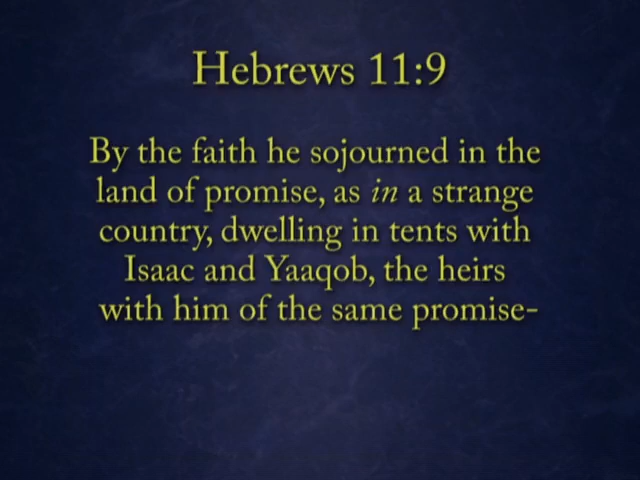 Hebrews 11:9
By the faith he sojourned in the
land of promise, as in a strange
country, dwelling in tents with
Isaac and Yaaqob, the heirs
with him of the same promise-